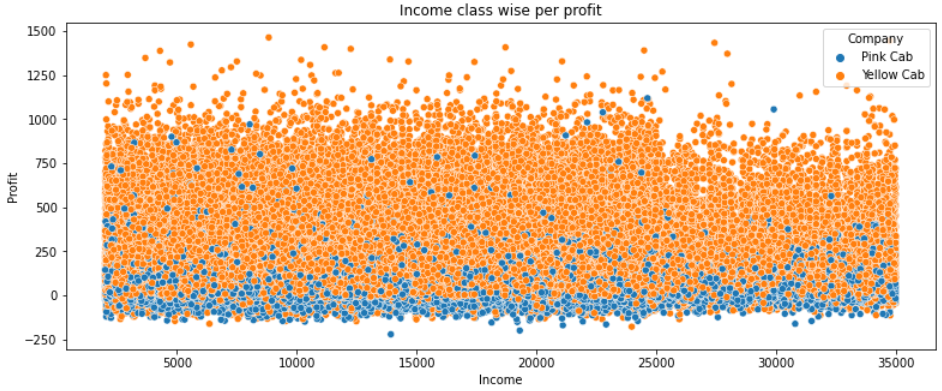 Income class wise per profit
Company
Pink Cab
Yellow Cab
Profit
1500
1250
1000
750
500
250
0
−250
5000
10000
15000
20000
25000
30000
35000
Income